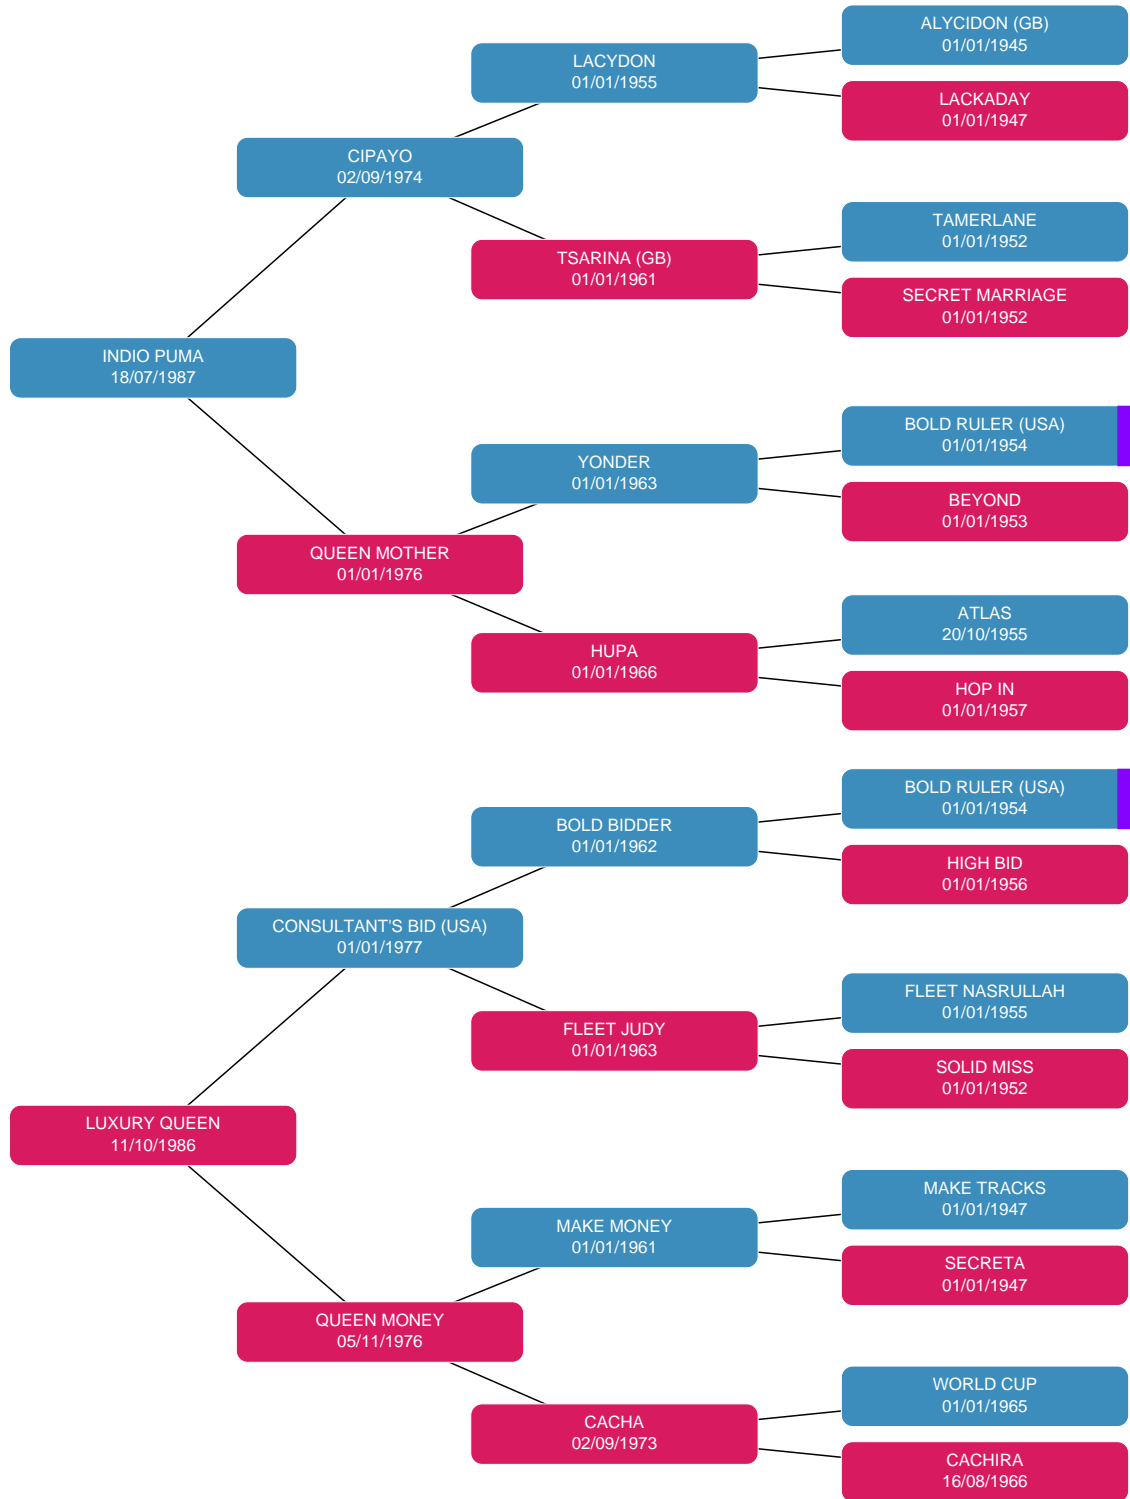 ALYCIDON (GB)
01/01/1945
LACYDON
01/01/1955
LACKADAY
01/01/1947
CIPAYO
02/09/1974
TAMERLANE
01/01/1952
TSARINA (GB)
01/01/1961
SECRET MARRIAGE
01/01/1952
INDIO PUMA
18/07/1987
BOLD RULER (USA)
01/01/1954
YONDER
01/01/1963
BEYOND
01/01/1953
QUEEN MOTHER
01/01/1976
ATLAS
20/10/1955
HUPA
01/01/1966
HOP IN
01/01/1957
BOLD RULER (USA)
01/01/1954
BOLD BIDDER
01/01/1962
HIGH BID
01/01/1956
CONSULTANT'S BID (USA)
01/01/1977
FLEET NASRULLAH
01/01/1955
FLEET JUDY
01/01/1963
SOLID MISS
01/01/1952
LUXURY QUEEN
11/10/1986
MAKE TRACKS
01/01/1947
MAKE MONEY
01/01/1961
SECRETA
01/01/1947
QUEEN MONEY
05/11/1976
WORLD CUP
01/01/1965
CACHA
02/09/1973
CACHIRA
16/08/1966